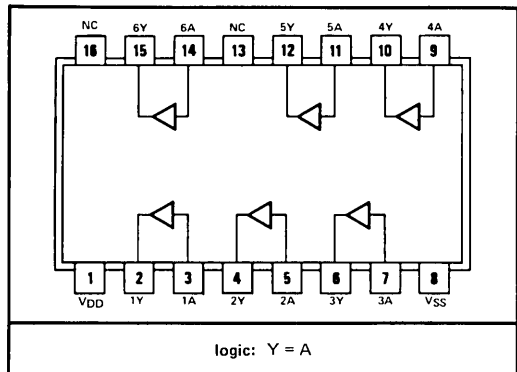 NC 6Y 6A NC 5Y 5A 4Y 4A
16 15 14 13 12 11 10 9
1 2 3 4 5 6 7 8
VDD 1Y 1A 2Y 2A 3Y 3A VSS
logic: Y = A